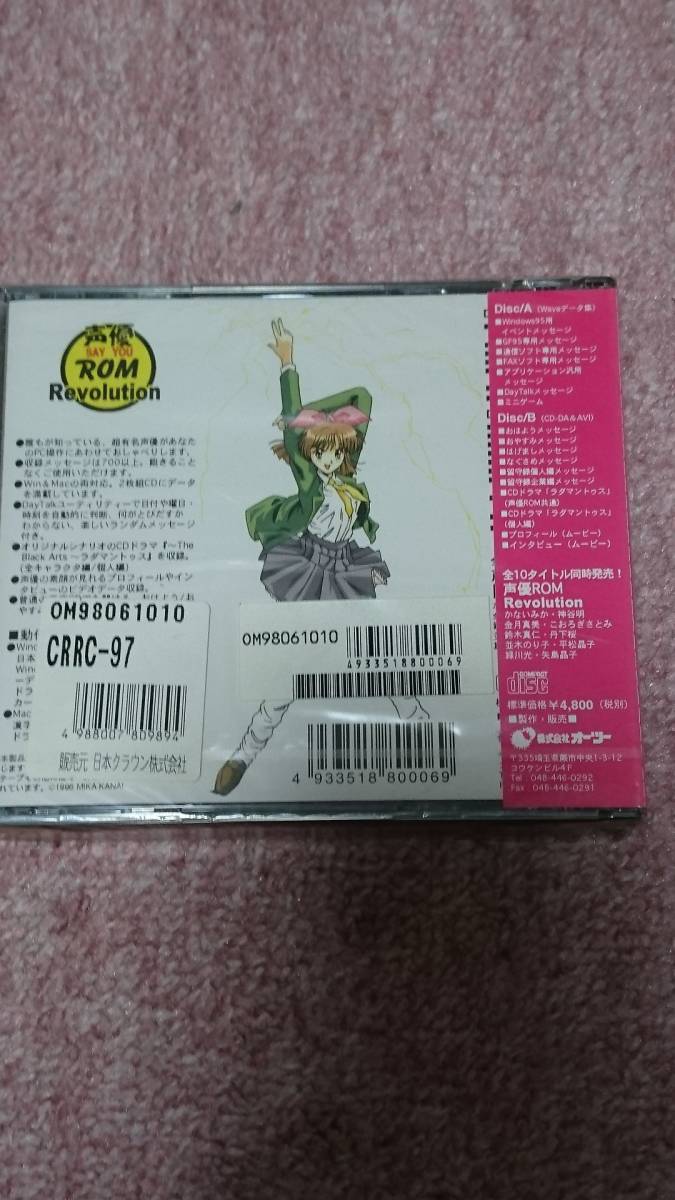 声優
SAY YOU
ROM
Revolution
●誰もが知っている、超有名声優があなた
のPC操作にあわせておしゃべりします。
●収録メッセージは700以上。飽きること
なくご使用いただけます。
●Win＆Macの両対応。2枚組CDにデータ
を満載しています。
●DayTalkユーティリティーで日付や曜日・
時刻を自動的に判断、何がとびだすか
わからない、楽しいランダムメッセージ
付き。
●オリジナルシナリオのCDドラマ『～The
Black Arts ～ラダマントゥス』を収録。
（全キャラクタ編/個人編）
●声優の素顔が見れるプロフィールやイン
タビューのビデオデータ収録。
OM98061010
CRRC-97
4 988007 809894
販売元 日本クラウン株式会社
OM98061010
4933518800069
4 933518 800069
©1996 MIKA KANAI
Disc/A （Waveデータ集）
■Windows95用
イベントメッセージ
■GF95専用メッセージ
■通信ソフト専用メッセージ
■FAXソフト専用メッセージ
■アプリケーション汎用
メッセージ
■DayTalkメッセージ
■ミニゲーム
Disc/B （CD-DA＆AVI）
■おはようメッセージ
■おやすみメッセージ
■はげましメッセージ
■なぐさめメッセージ
■留守録個人編メッセージ
■留守録企業編メッセージ
■CDドラマ「ラダマントゥス」
（声優ROM共通）
■CDドラマ「ラダマントゥス」
（個人編）
■プロフィール（ムービー）
■インタビュー（ムービー）
全10タイトル同時発売！
声優ROM
Revolution
かないみか・神谷明
金月真美・こおろぎさとみ
鈴木真仁・丹下桜
並木のり子・平松晶子
緑川光・矢島晶子
COMPACT
disc
標準価格 ￥4,800（税別）
■製作・販売■
株式会社オーツー
〒335埼玉県蕨市中央1-3-12
コウケンビル4F
Tel : 048-446-0292
Fax : 048-446-0291